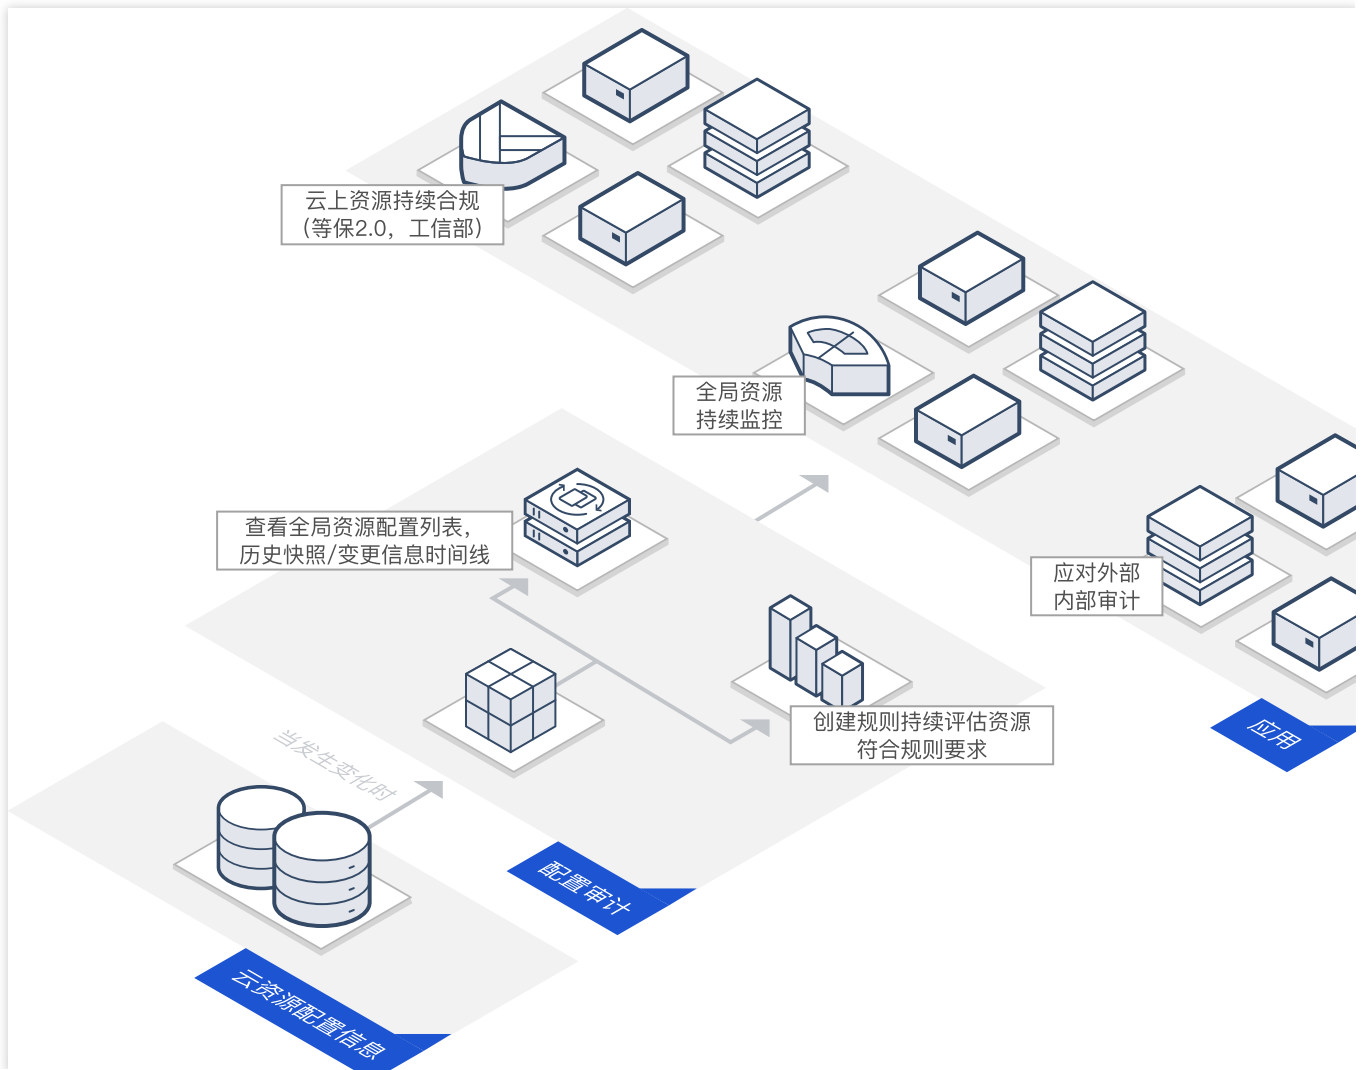 云上资源持续合规
（等保2.0，工信部）
全局资源
持续监控
查看全局资源配置列表，
历史快照/变更信息时间线
应对外部
内部审计
创建规则持续评估资源
符合规则要求
应用
当发生变化时
配置审计
云资源配置信息